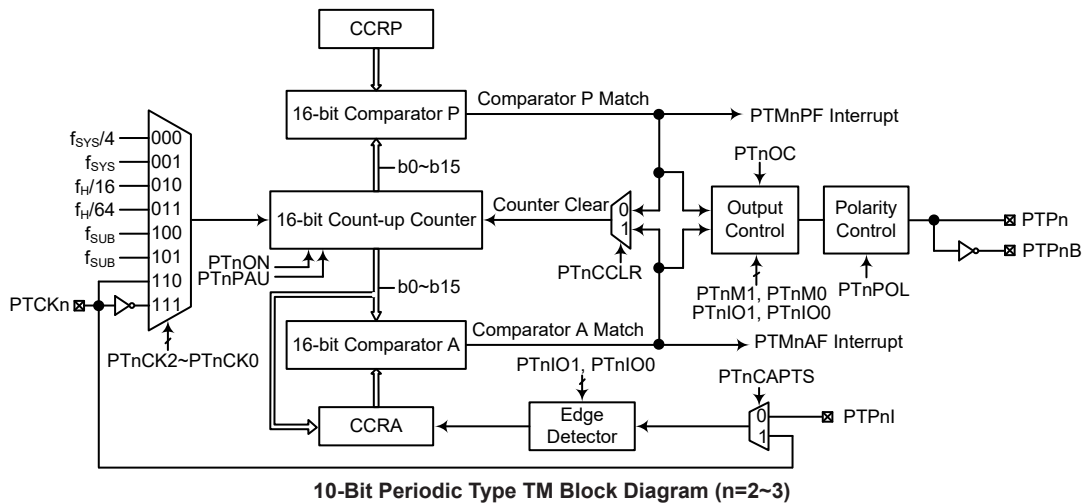 CCRP
16-bit Comparator P
Comparator P Match
PTMnPF Interrupt
fSYS/4
000
fSYS
001
fH/16
010
fH/64
011
fSUB
100
fSUB
101
110
111
PTCKn
PTnCK2~PTnCK0
b0~b15
16-bit Count-up Counter
Counter Clear
0
1
PTnCCLR
PTnON
PTnPAU
PTnOC
Output
Control
Polarity
Control
PTPn
PTPnB
PTnM1, PTnM0
PTnIO1, PTnIO0
PTnPOL
b0~b15
16-bit Comparator A
Comparator A Match
PTMnAF Interrupt
CCRA
PTnIO1, PTnIO0
Edge
Detector
PTnCAPTS
0
1
PTPnI
10-Bit Periodic Type TM Block Diagram (n=2~3)